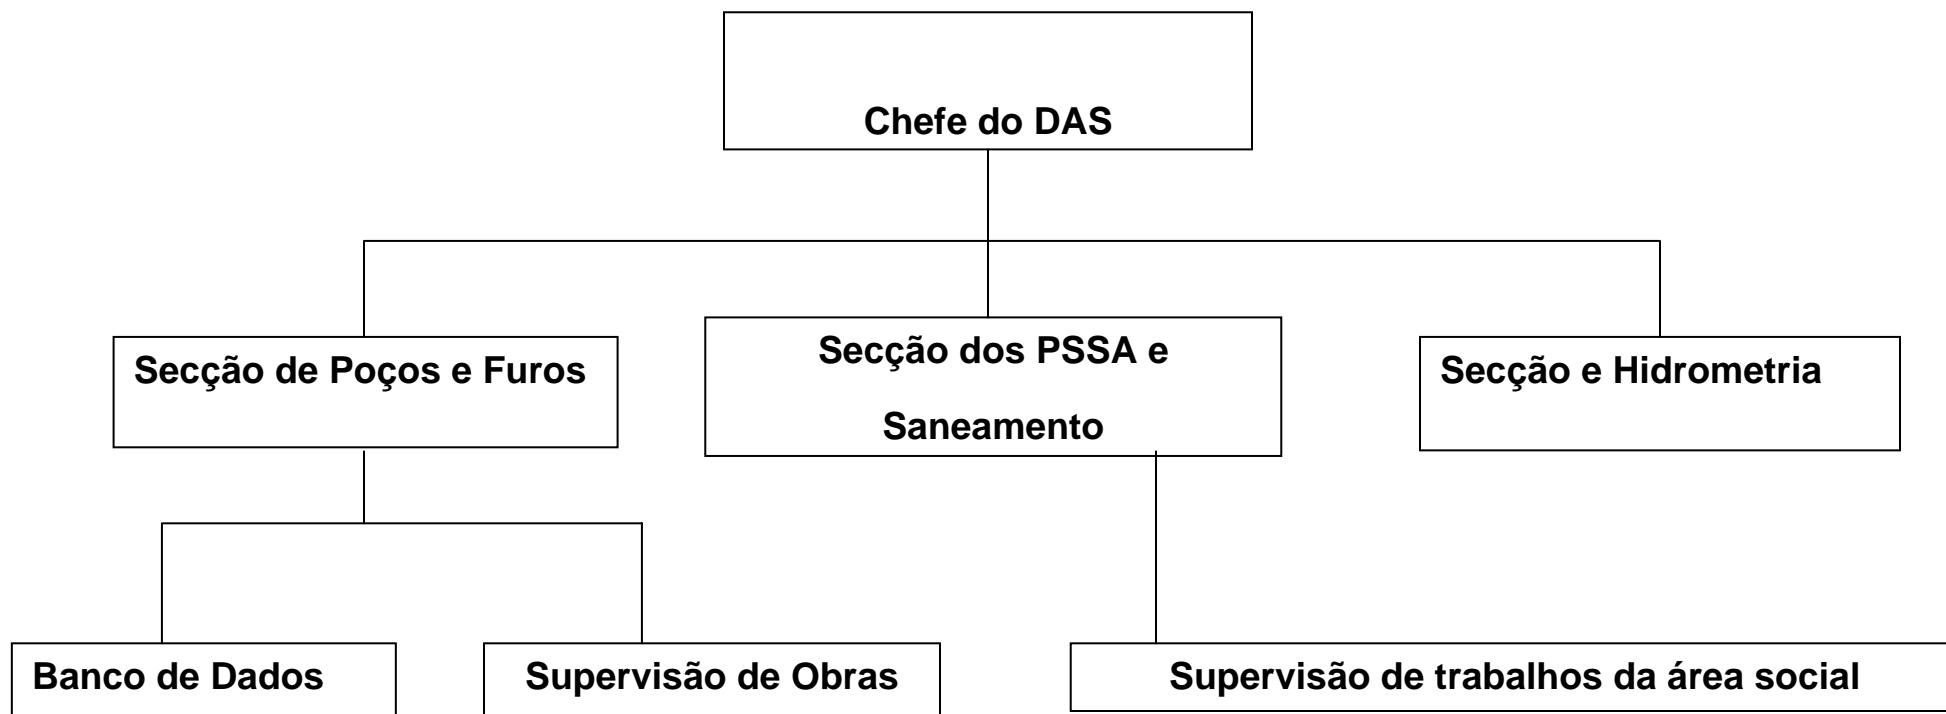 Chefe do DAS
Secção de Poços e Furos
Secção dos PSSA e
Saneamento
Secção e Hidrometria
Banco de Dados
Supervisão de Obras
Supervisão de trabalhos da área social